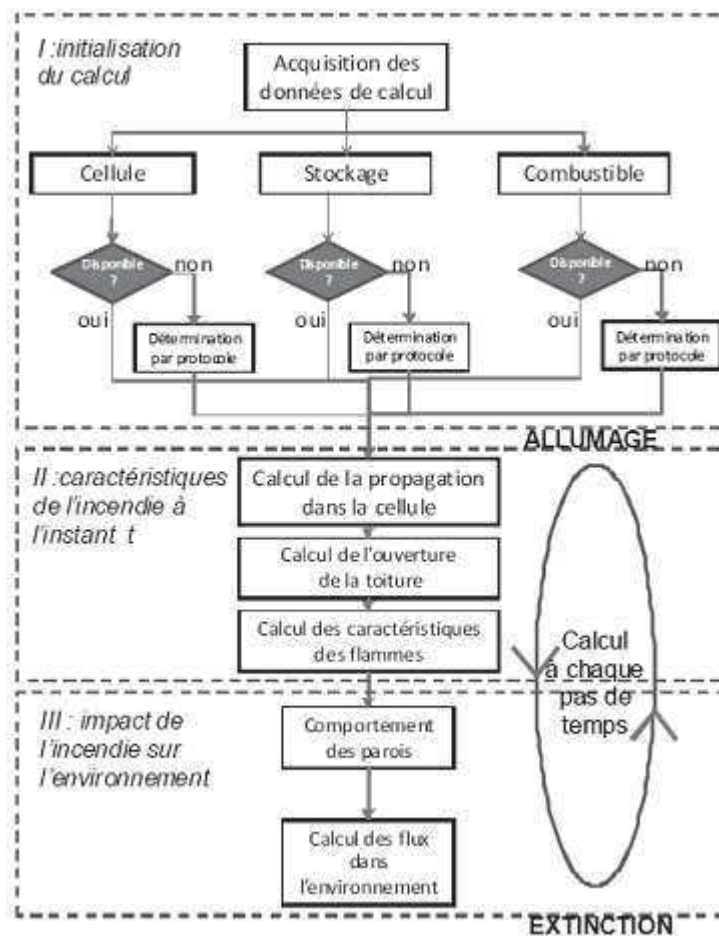 I :initialisation
du calcul
Acquisition des
données de calcul
Cellule
Stockage
Combustible
Disponible
?
non
oui
Disponible
?
non
oui
Disponible
?
non
oui
Détermination
par protocole
Détermination
par protocole
Détermination
par protocole
ALLUMAGE
II :caractéristiques
de l'incendie à
l'instant t
Calcul de la propagation
dans la cellule
Calcul de l'ouverture
de la toiture
Calcul des caractéristiques
des flammes
Calcul
à chaque
pas de
temps
III : impact de
l'incendie sur
l'environnement
Comportement
des parois
Calcul des flux
dans
l'environnement
EXTINCTION